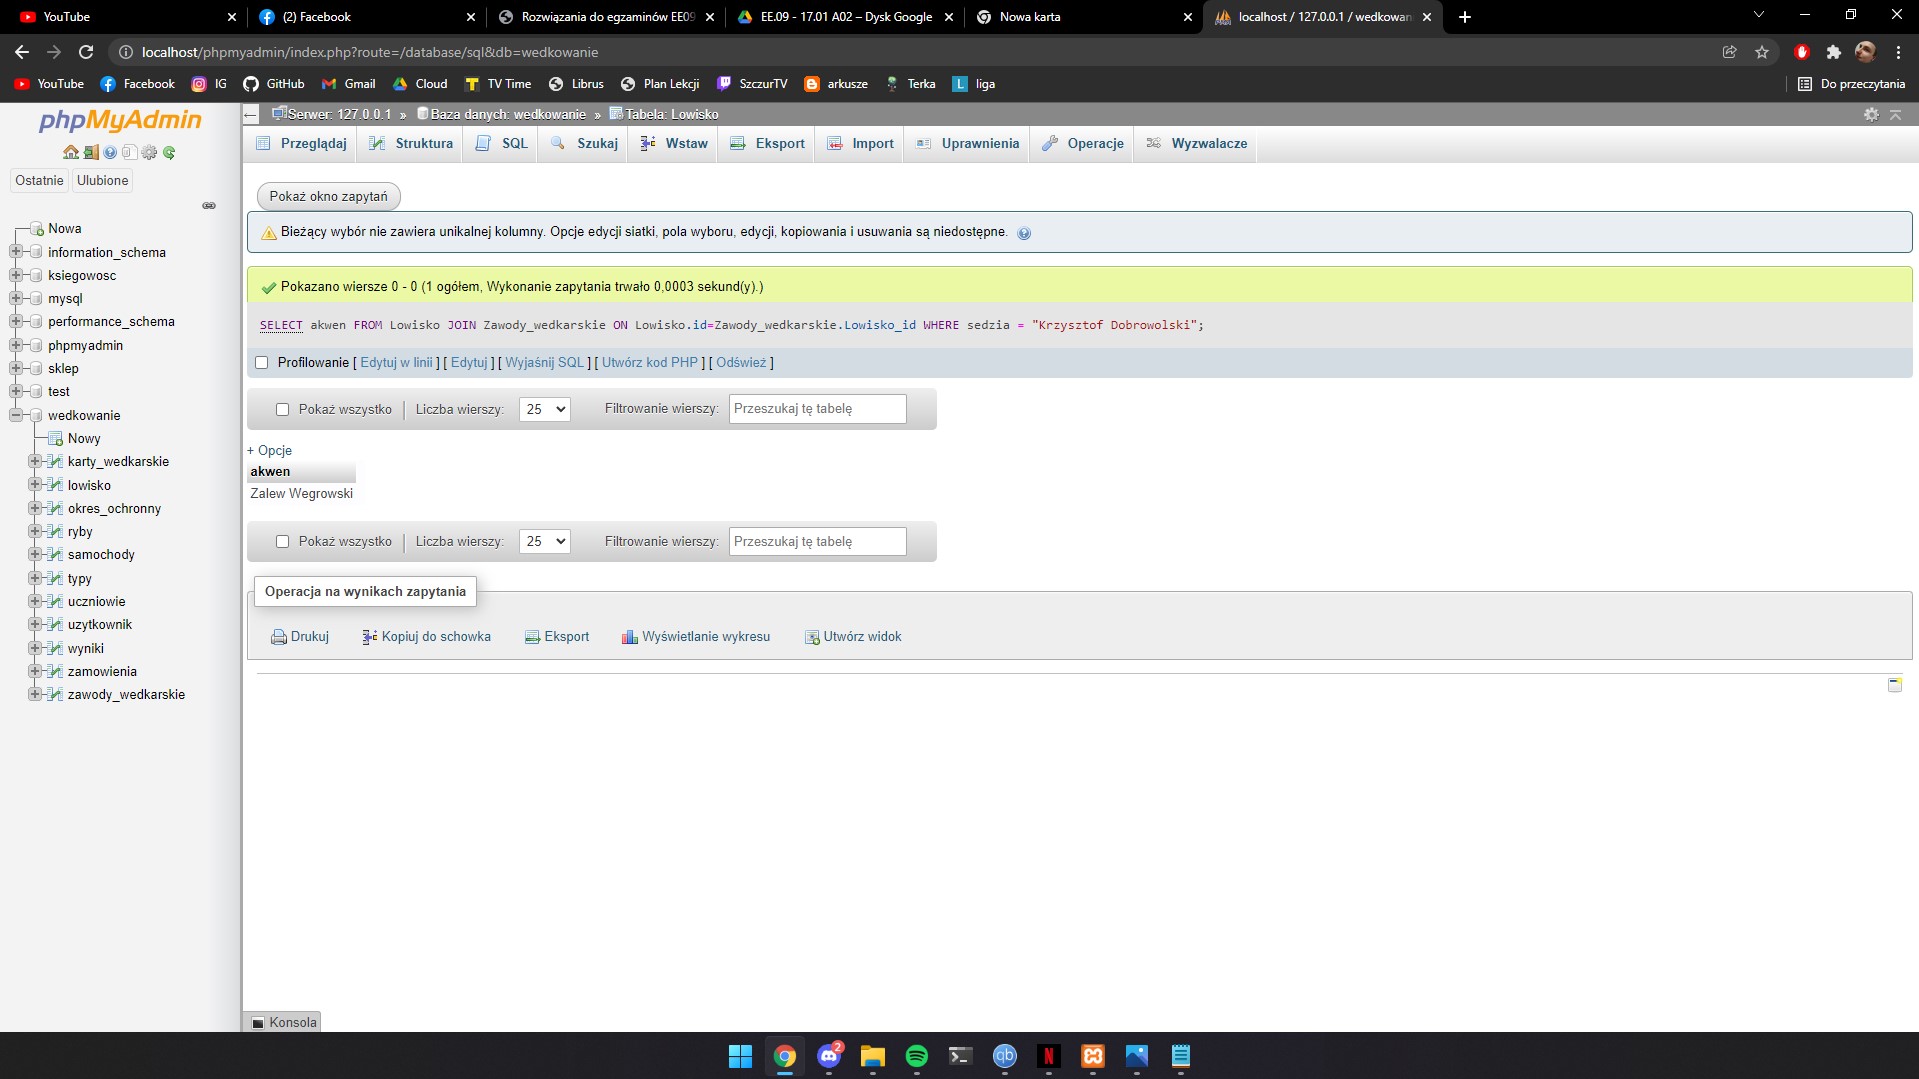 YouTube
(2) Facebook
Rozwiązania do egzaminów EE09
EE.09 - 17.01 A02 – Dysk Google
Nowa karta
localhost / 127.0.0.1 / wedkowan
localhost/phpmyadmin/index.php?route=/database/sql&db=wedkowanie
YouTube
Facebook
IG
GitHub
Gmail
Cloud
TV Time
Librus
Plan Lekcji
SzczurTV
arkusze
Terka
L liga
Do przeczytania
phpMyAdmin
Ostatnie
Ulubione
Nowa
information_schema
ksiegowosc
mysql
performance_schema
phpmyadmin
sklep
test
wedkowanie
Nowy
karty_wedkarskie
lowisko
okres_ochronny
ryby
samochody
typy
uczniowie
uzytkownik
wyniki
zamowienia
zawody_wedkarskie
Serwer: 127.0.0.1 » Baza danych: wedkowanie » Tabela: Lowisko
Przeglądaj
Struktura
SQL
Szukaj
Wstaw
Eksport
Import
Uprawnienia
Operacje
Wyzwalacze
Pokaż okno zapytań
Bieżący wybór nie zawiera unikalnej kolumny. Opcje edycji siatki, pola wyboru, edycji, kopiowania i usuwania są niedostępne.
Pokazano wiersze 0 - 0 (1 ogółem, Wykonanie zapytania trwało 0,0003 sekund(y).)
SELECT akwen FROM Lowisko JOIN Zawody_wedkarskie ON Lowisko.id=Zawody_wedkarskie.Lowisko_id WHERE sedzia = "Krzysztof Dobrowolski";
Profilowanie [ Edytuj w linii ] [ Edytuj ] [ Wyjaśnij SQL ] [ Utwórz kod PHP ] [ Odśwież ]
Pokaż wszystko | Liczba wierszy: 25 Filtrowanie wierszy: Przeszukaj tę tabelę
+ Opcje
akwen
Zalew Wegrowski
Pokaż wszystko | Liczba wierszy: 25 Filtrowanie wierszy: Przeszukaj tę tabelę
Operacja na wynikach zapytania
Drukuj
Kopiuj do schowka
Eksport
Wyświetlanie wykresu
Utwórz widok
Konsola
2
qb
N